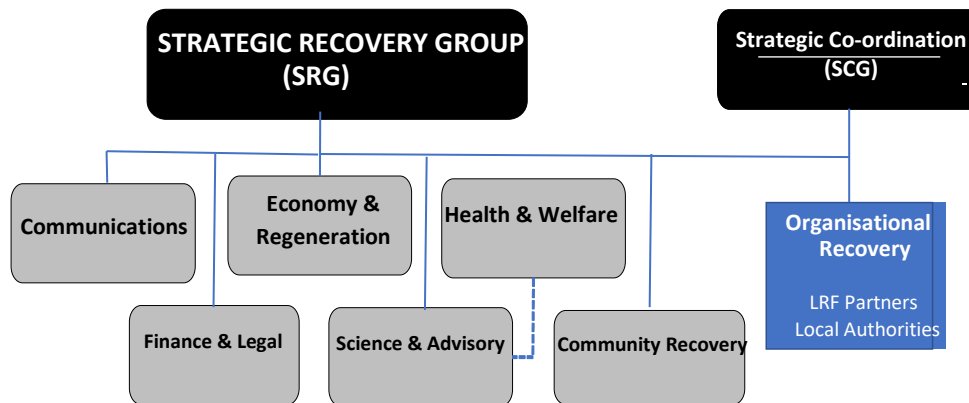 STRATEGIC RECOVERY GROUP
(SRG)
Strategic Co-ordination
(SCG)
Communications
Economy &
Regeneration
Health & Welfare
Organisational
Recovery
LRF Partners
Local Authorities
Finance & Legal
Science & Advisory
Community Recovery